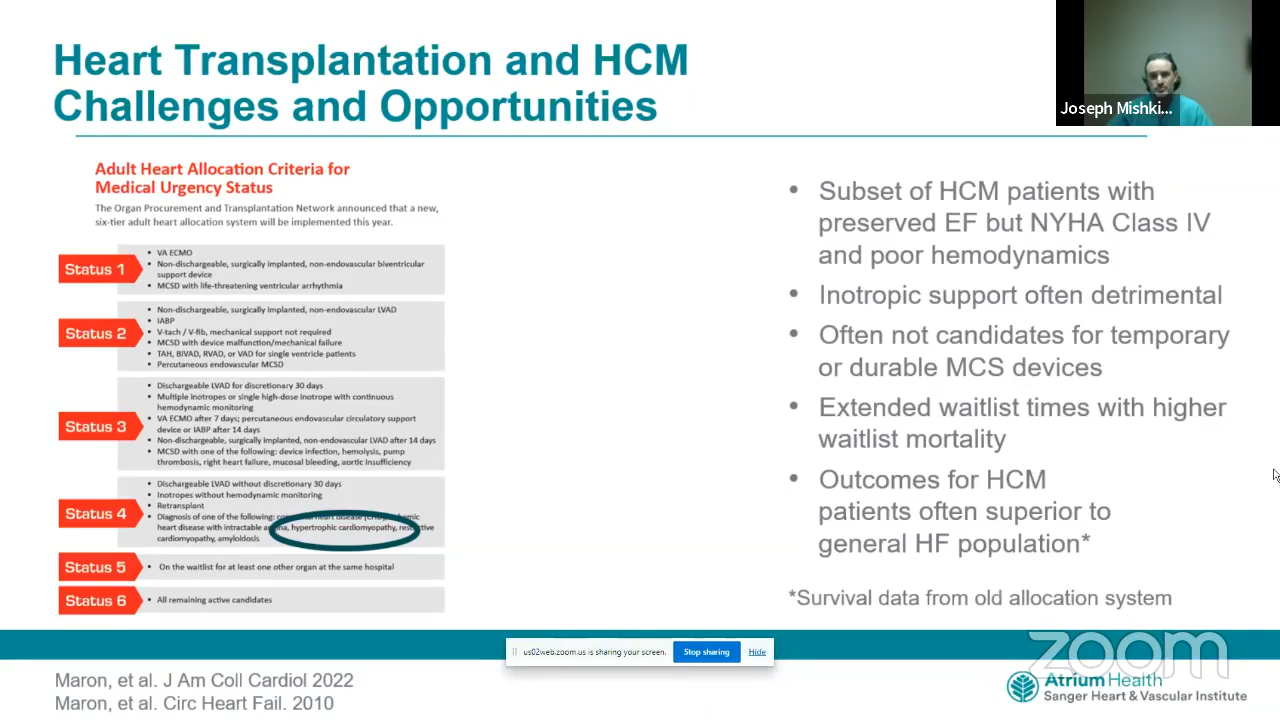 Heart Transplantation and HCM
Challenges and Opportunities
Joseph Mishki...
Adult Heart Allocation Criteria for
Medical Urgency Status
The Organ Procurement and Transplantation Network announced that a new,
six-tier adult heart allocation system will be implemented this year.
Status 1
• VA ECMO
• Non-dischargeable, surgically implanted, non-endovascular biventricular
support device
• MCSD with life-threatening ventricular arrhythmia
Status 2
• Non-dischargeable, surgically implanted, non-endovascular LVAD
• IABP
• V-tach / V-fib, mechanical support not required
• MCSD with device malfunction/mechanical failure
• TAH, BIVAD, RVAD, or VAD for single ventricle patients
• Percutaneous endovascular MCSD
Status 3
• Dischargeable LVAD for discretionary 30 days
• Multiple inotropes or single high-dose inotrope with continuous
hemodynamic monitoring
• VA ECMO after 7 days; percutaneous endovascular circulatory support
device or IABP after 14 days
• Non-dischargeable, surgically implanted, non-endovascular LVAD after 14 days
• MCSD with one of the following: device infection, hemolysis, pump
thrombosis, right heart failure, mucosal bleeding, aortic insufficiency
Status 4
• Dischargeable LVAD without discretionary 30 days
• Inotropes without hemodynamic monitoring
• Retransplant
• Diagnosis of one of the following: heart disease
heart disease with intractable hypertrophic cardiomyopathy,
cardiomyopathy, amyloidosis
Status 5
• On the waitlist for at least one other organ at the same hospital
Status 6
• All remaining active candidates
• Subset of HCM patients with
preserved EF but NYHA Class IV
and poor hemodynamics
• Inotropic support often detrimental
• Often not candidates for temporary
or durable MCS devices
• Extended waitlist times with higher
waitlist mortality
• Outcomes for HCM
patients often superior to
general HF population*
*Survival data from old allocation system
us02web.zoom.us is sharing your screen.
Stop sharing
Hide
zoom
Maron, et al. J Am Coll Cardiol 2022
Maron, et al. Circ Heart Fail. 2010
Atrium Health
Sanger Heart & Vascular Institute